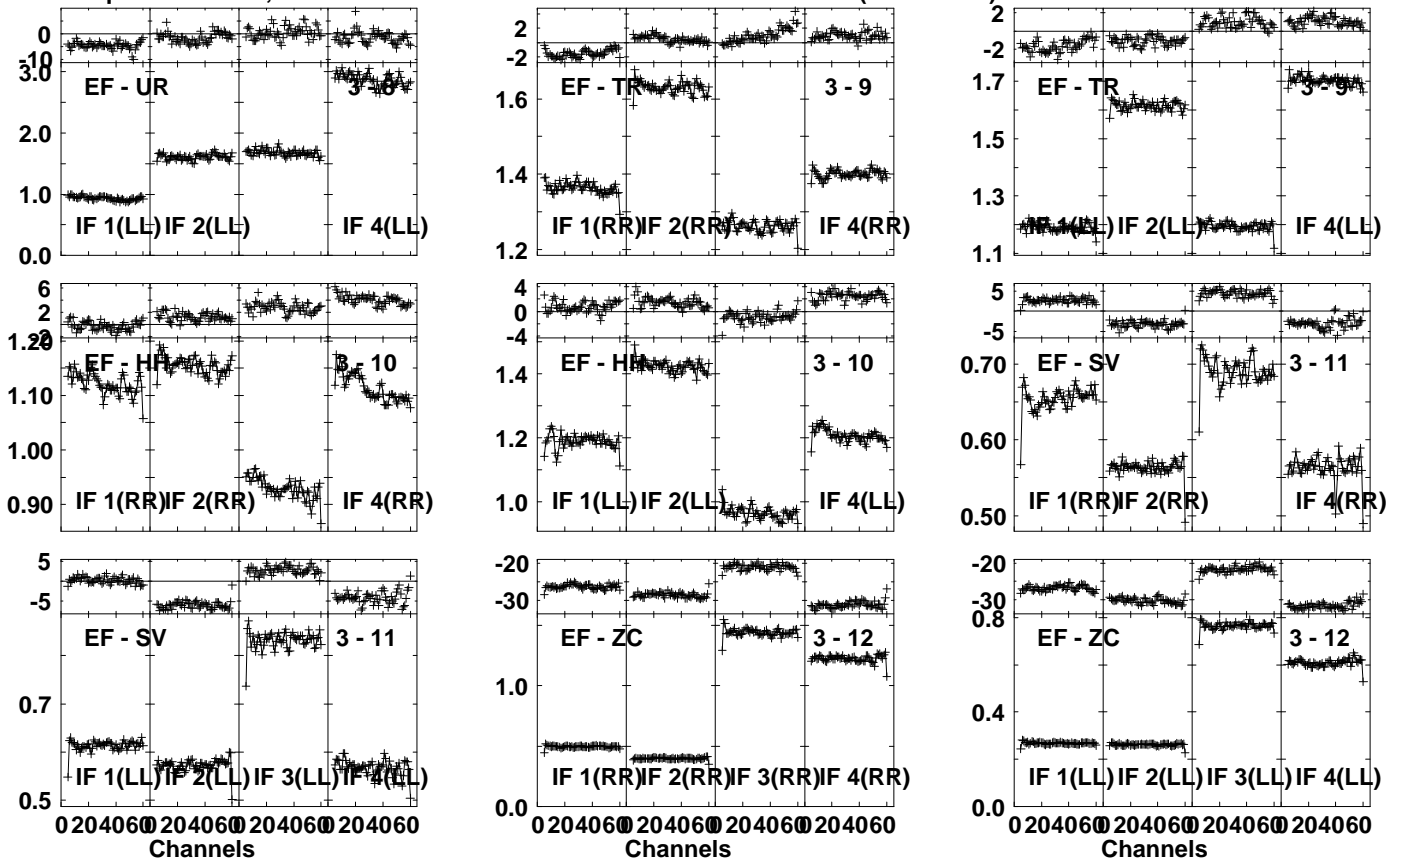 0
-10
3.0
2.0
1.0
0.0
EF - UR
3 - 8
IF 1(LL) IF 2(LL) IF 4(LL)
2
-2
1.6
1.4
1.2
EF - TR
3 - 9
IF 1(RR) IF 2(RR) IF 4(RR)
2
-2
1.7
1.5
1.3
1.1
EF - TR
3 - 9
IF 1(LL) IF 2(LL) IF 4(LL)
6
2
-2
1.20
1.10
1.00
0.90
EF - HH
3 - 10
IF 1(RR) IF 2(RR) IF 4(RR)
4
0
-4
1.4
1.2
1.0
EF - HH
3 - 10
IF 1(LL) IF 2(LL) IF 4(LL)
5
-5
0.70
0.60
0.50
EF - SV
3 - 11
IF 1(RR) IF 2(RR) IF 4(RR)
5
-5
0.7
0.5
EF - SV
3 - 11
IF 1(LL) IF 2(LL) IF 3(LL) IF 4(LL)
0 204060 0 204060 0 204060 0 204060
Channels
-20
-30
1.0
0.0
EF - ZC
3 - 12
IF 1(RR) IF 2(RR) IF 3(RR) IF 4(RR)
0 204060 0 204060 0 204060 0 204060
Channels
-20
-30
0.8
0.4
0.0
EF - ZC
3 - 12
IF 1(LL) IF 2(LL) IF 3(LL) IF 4(LL)
0 204060 0 204060 0 204060 0 204060
Channels